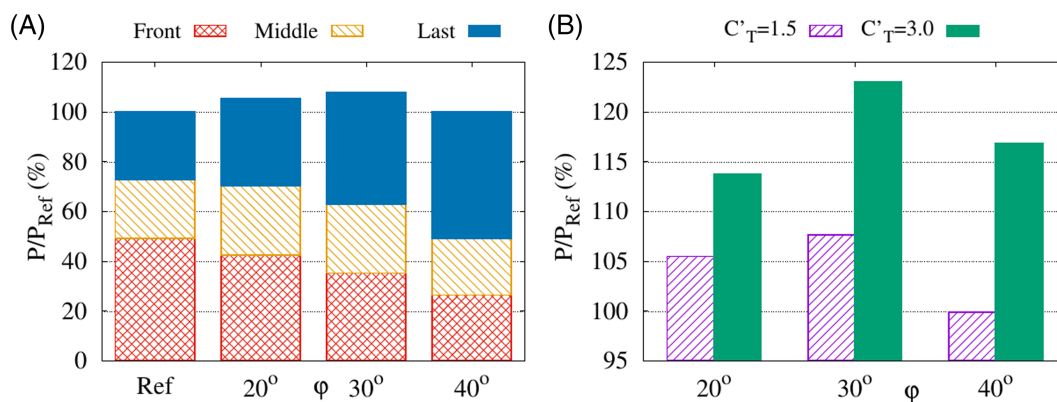 (A)
Front Middle Last
P/P_Ref (%)
120
100
80
60
40
20
0
Ref 20° φ 30° 40°
(B)
C'_T=1.5 C'_T=3.0
P/P_Ref (%)
125
120
115
110
105
100
95
20° 30° φ 40°